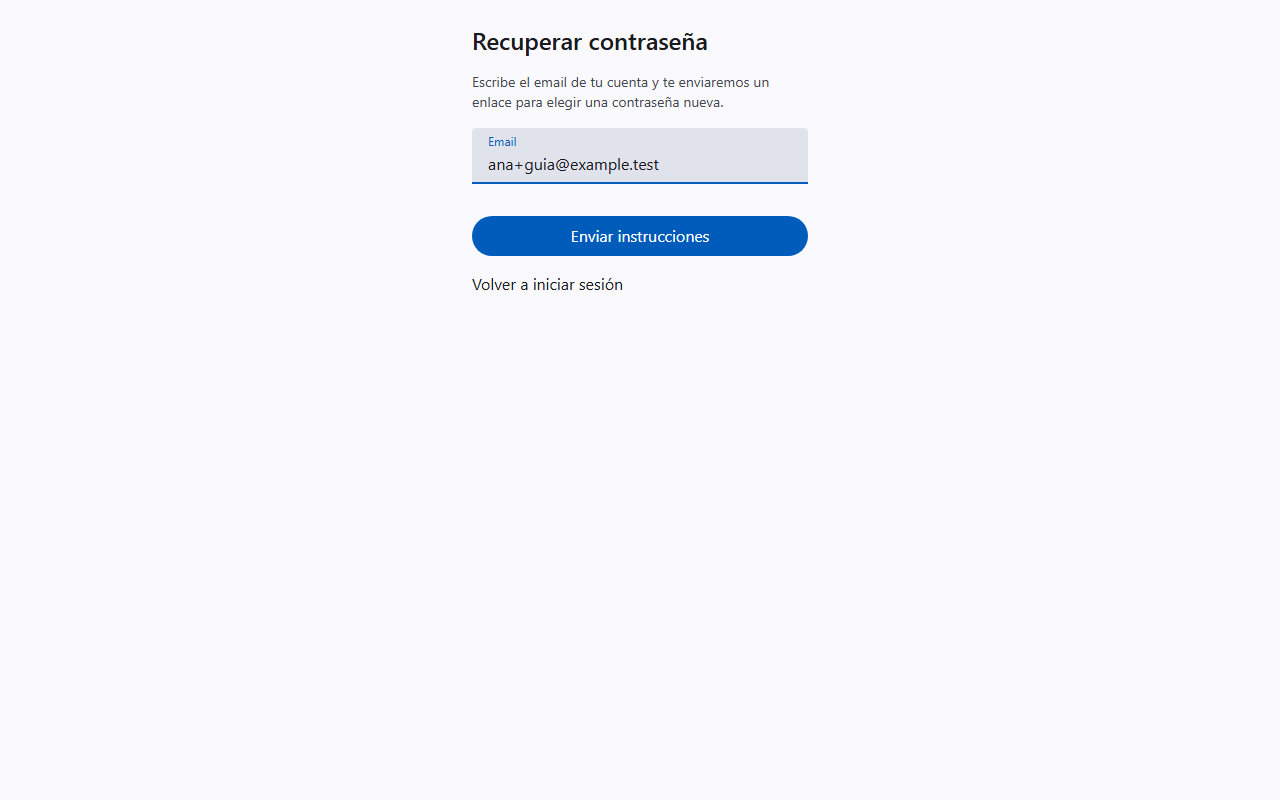 Recuperar contraseña
Escribe el email de tu cuenta y te enviaremos un
enlace para elegir una contraseña nueva.
Email
ana+guia@example.test
Enviar instrucciones
Volver a iniciar sesión